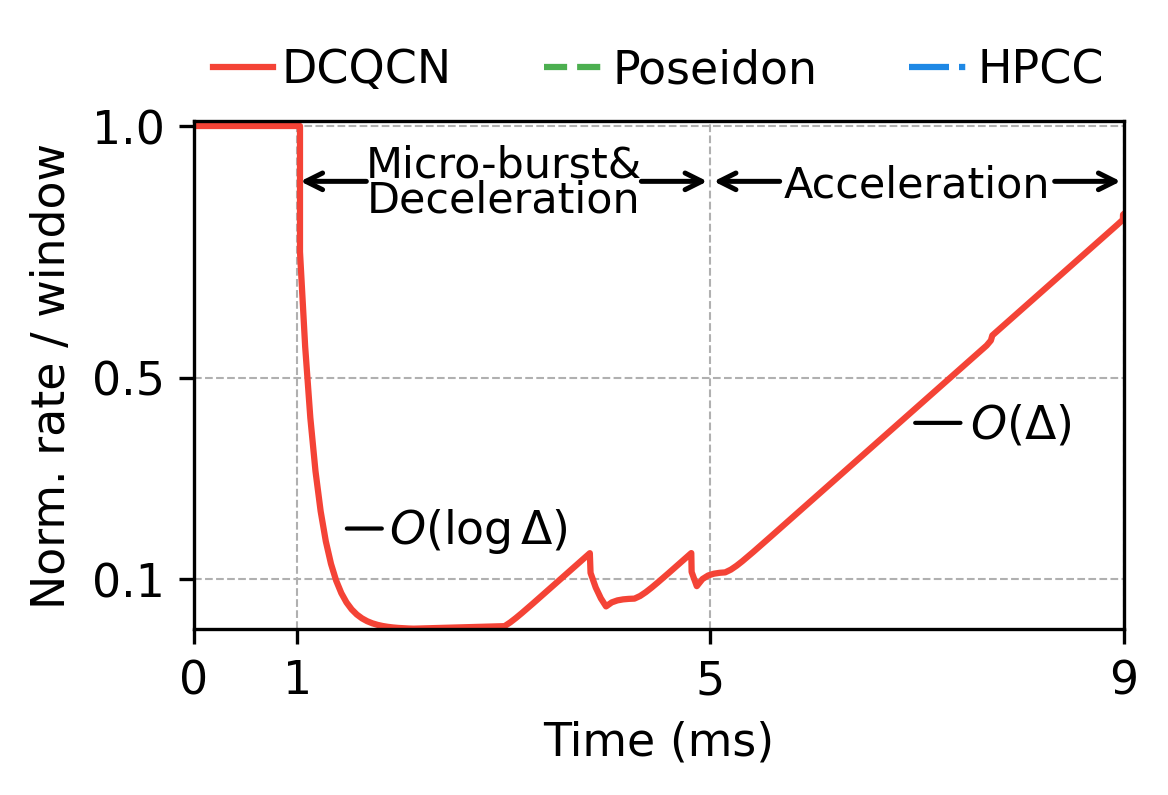 DCQCN Poseidon HPCC
1.0
Micro-burst&
Deceleration
Acceleration
Norm. rate / window
0.5
O(Δ)
O(log Δ)
0.1
0 1 5 9
Time (ms)